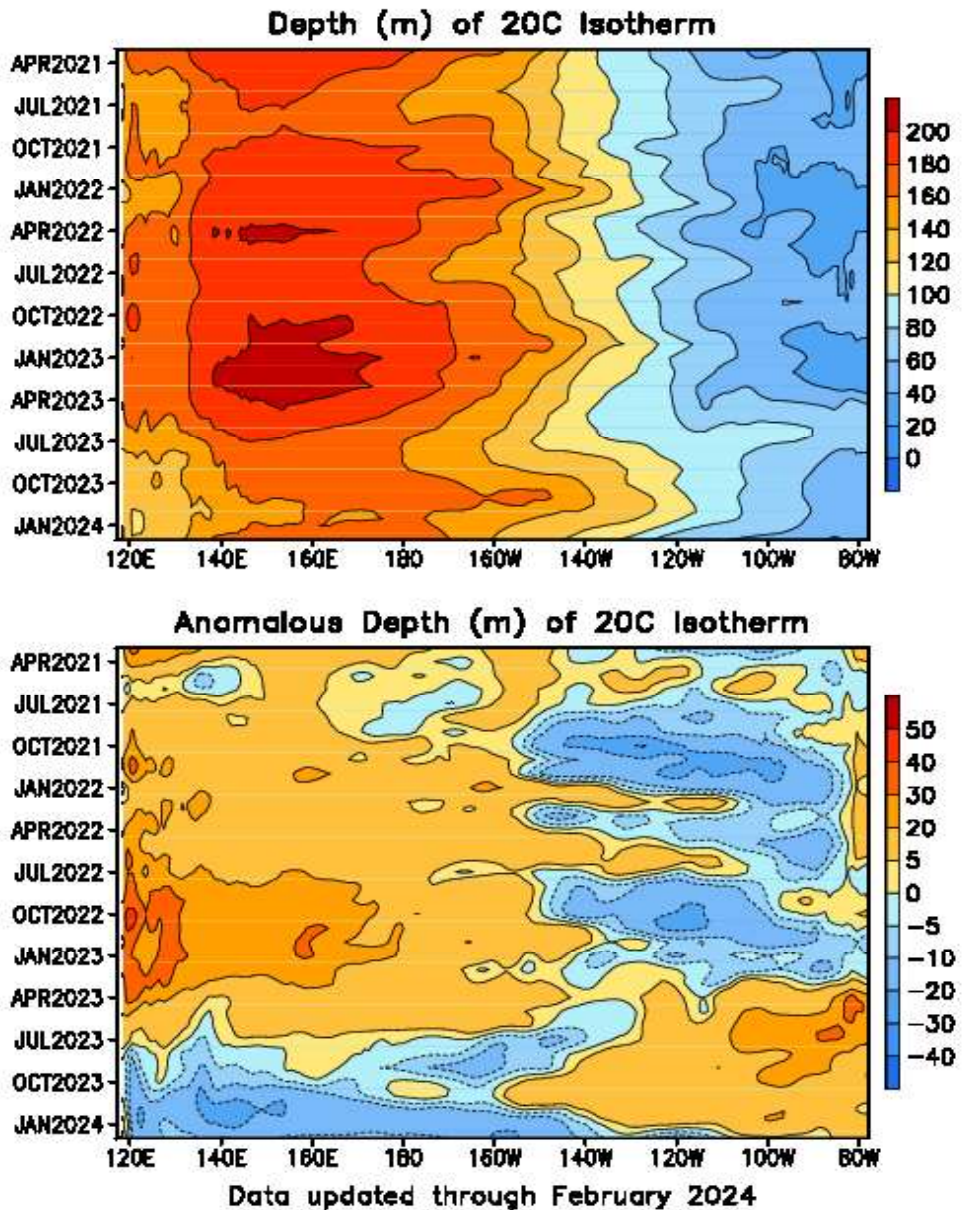 Depth (m) of 20C Isotherm
APR2021
JUL2021
OCT2021
JAN2022
APR2022
JUL2022
OCT2022
JAN2023
APR2023
JUL2023
OCT2023
JAN2024
120E 140E 160E 180 160W 140W 120W 100W 80W
200
180
160
140
120
100
80
60
40
20
0
Anomalous Depth (m) of 20C Isotherm
APR2021
JUL2021
OCT2021
JAN2022
APR2022
JUL2022
OCT2022
JAN2023
APR2023
JUL2023
OCT2023
JAN2024
120E 140E 160E 180 160W 140W 120W 100W 80W
50
40
30
20
5
0
-5
-10
-20
-30
-40
Data updated through February 2024